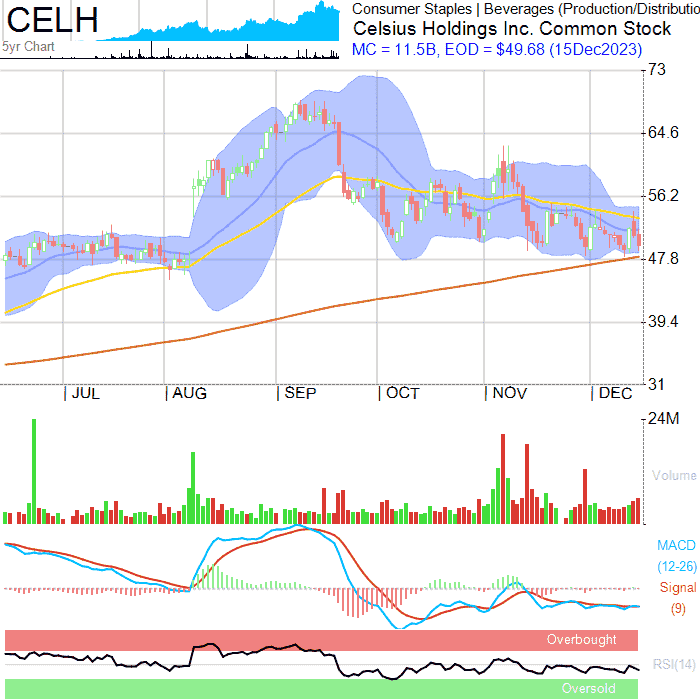 CELH
5yr Chart
Consumer Staples | Beverages (Production/Distributio
Celsius Holdings Inc. Common Stock
MC = 11.5B, EOD = $49.68 (15Dec2023)
73
64.6
56.2
47.8
39.4
31
| JUL | AUG | SEP | OCT | NOV | DEC
24M
Volume
MACD
(12-26)
Signal
(9)
Overbought
RSI(14)
Oversold